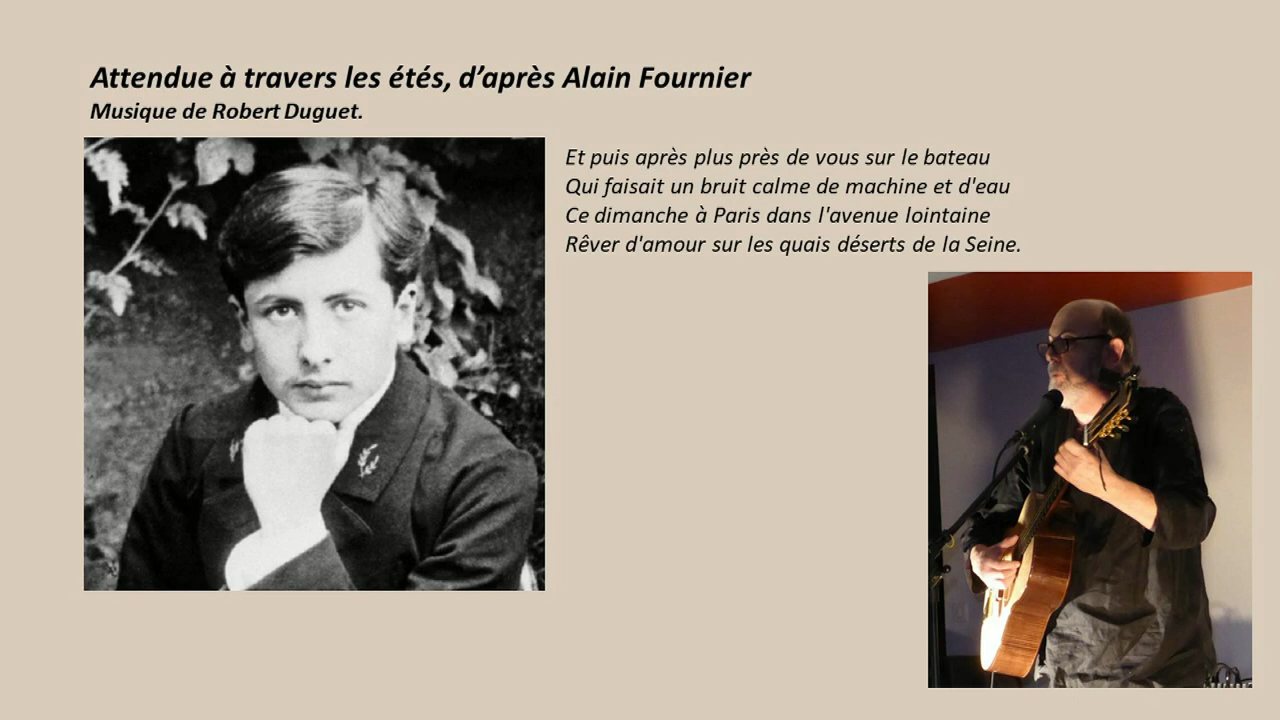 Attendue à travers les étés, d’après Alain Fournier
Musique de Robert Duguet.
Et puis après plus près de vous sur le bateau
Qui faisait un bruit calme de machine et d'eau
Ce dimanche à Paris dans l'avenue lointaine
Rêver d'amour sur les quais déserts de la Seine.